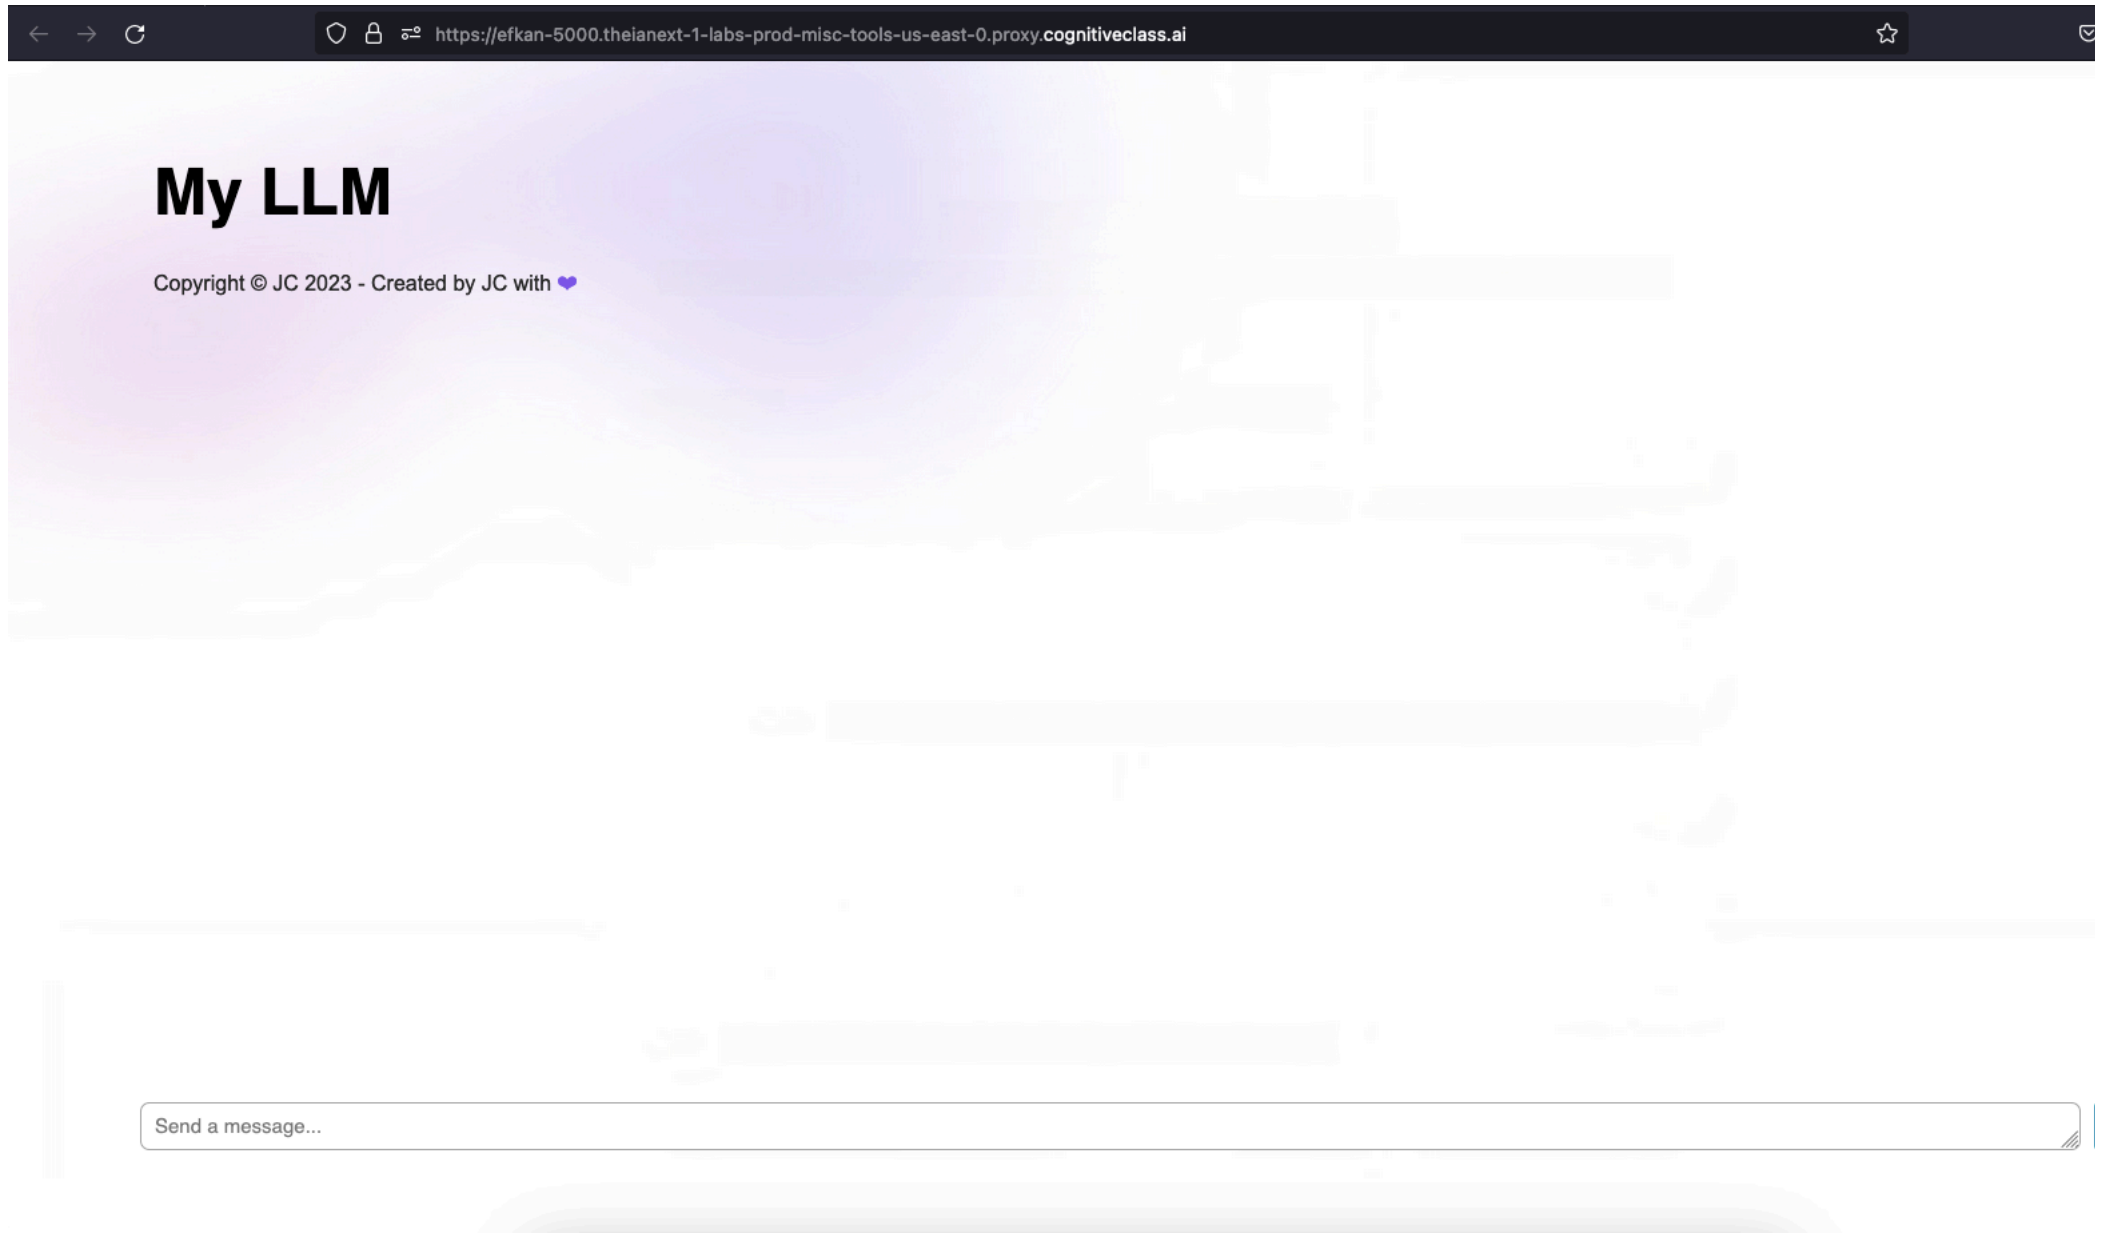 https://efkan-5000.theianext-1-labs-prod-misc-tools-us-east-0.proxy.cognitiveclass.ai
My LLM
Copyright © JC 2023 - Created by JC with 💜
Send a message...